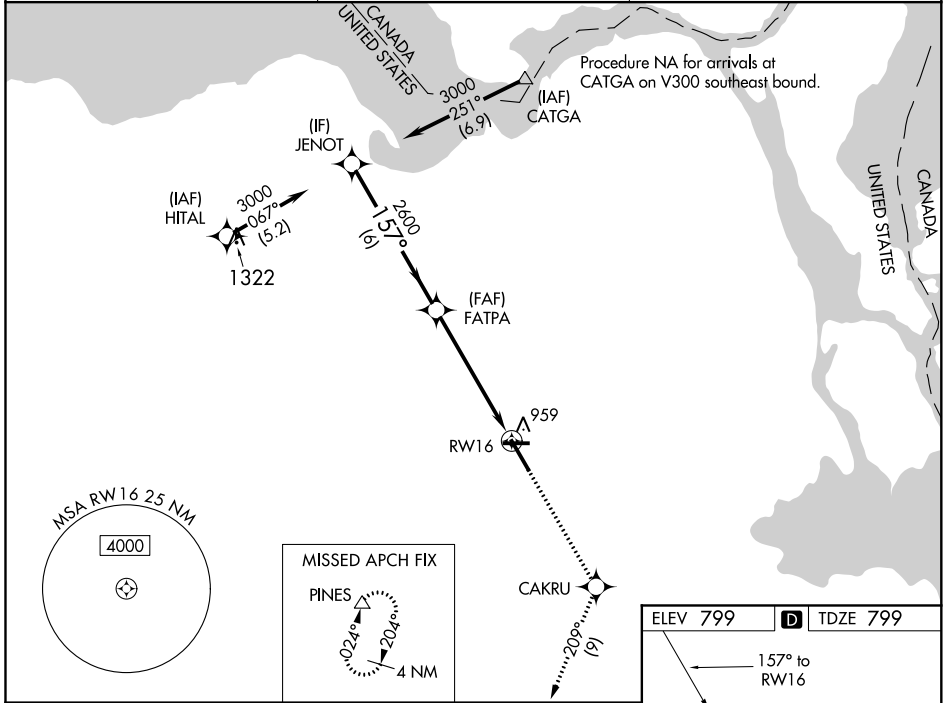 CANADA
UNITED STATES
3000
251°
(6.9)
(IAF)
CATGA
Procedure NA for arrivals at
CATGA on V300 southeast bound.
(IF)
JENOT
(IAF)
HITAL
3000
067°
(5.2)
1322
2600
157°
(6)
(FAF)
FATPA
UNITED STATES
CANADA
959
RW16
MSA RW16 25 NM
4000
MISSED APCH FIX
PINES
024°
204°
4 NM
CAKRU
209°
(9)
ELEV 799
D
TDZE 799
157° to
RW16